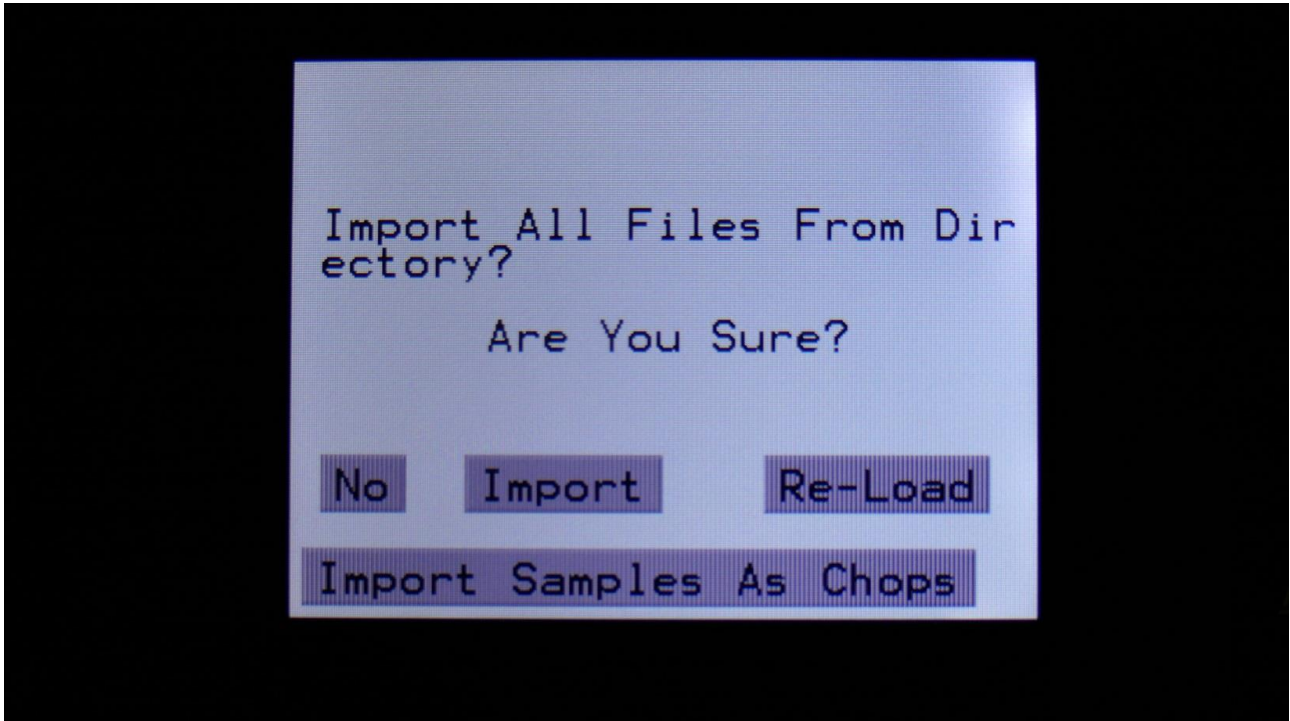 Import All Files From Dir
ectory?
Are You Sure?
No Import Re-Load
Import Samples As Chops